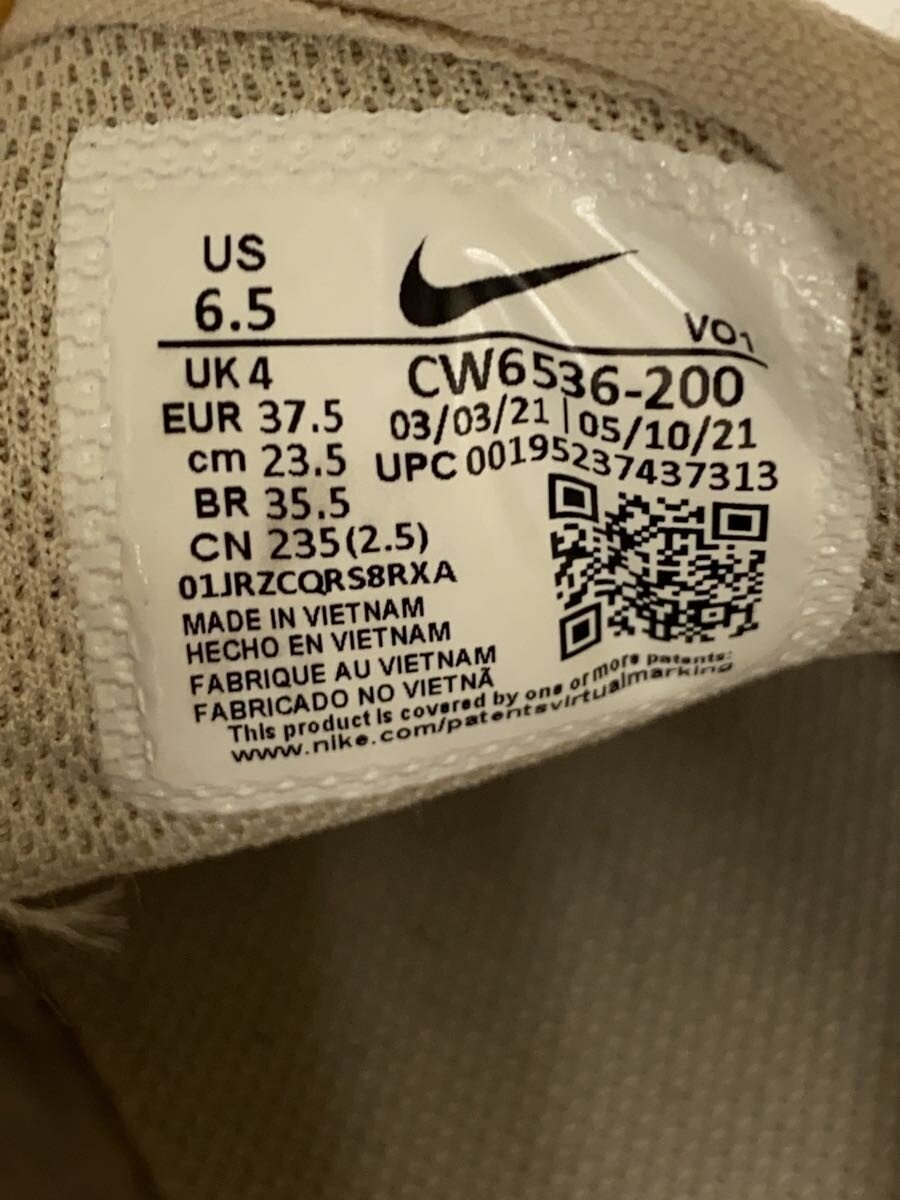 US
6.5
VO1
UK 4
CW6536-200
EUR 37.5
03/03/21 | 05/10/21
cm 23.5
UPC 00195237437313
BR 35.5
CN 235(2.5)
01JRZCQRS8RXA
MADE IN VIETNAM
HECHO EN VIETNAM
FABRIQUE AU VIETNAM
FABRICADO NO VIETNÃ
This product is covered by one or more patents:
www.nike.com/patentsvirtualmarking